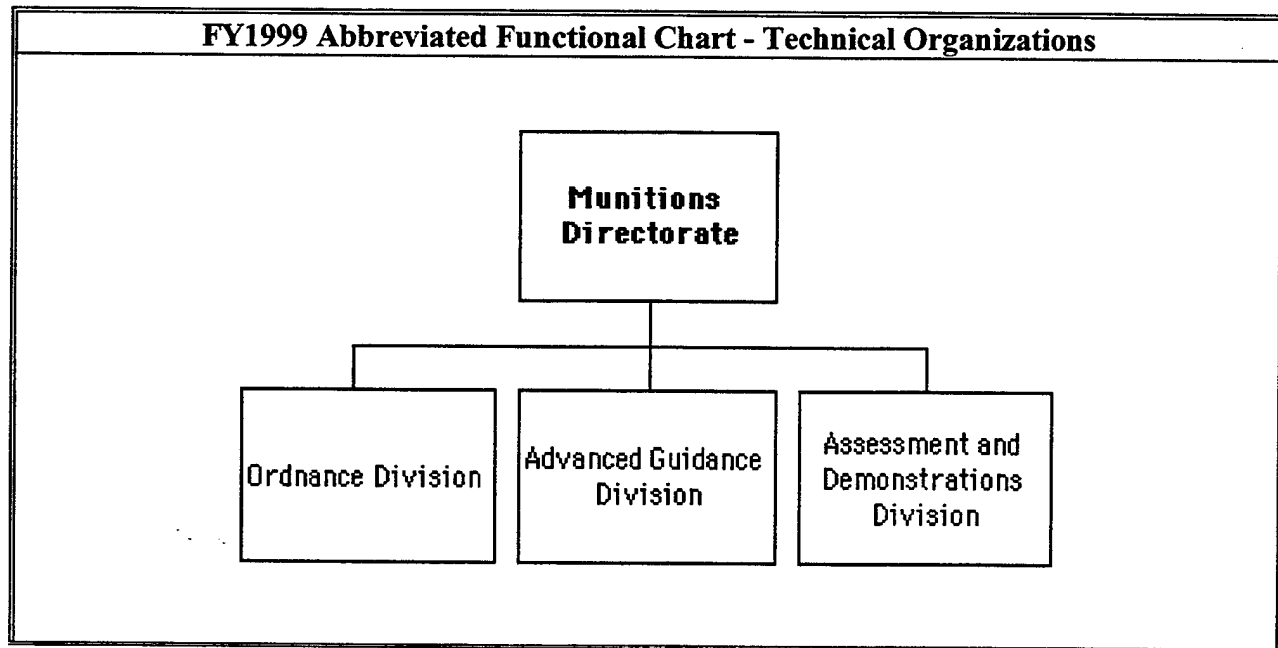 FY1999 Abbreviated Functional Chart - Technical Organizations
Munitions
Directorate
Ordnance Division
Advanced Guidance
Division
Assessment and
Demonstrations
Division